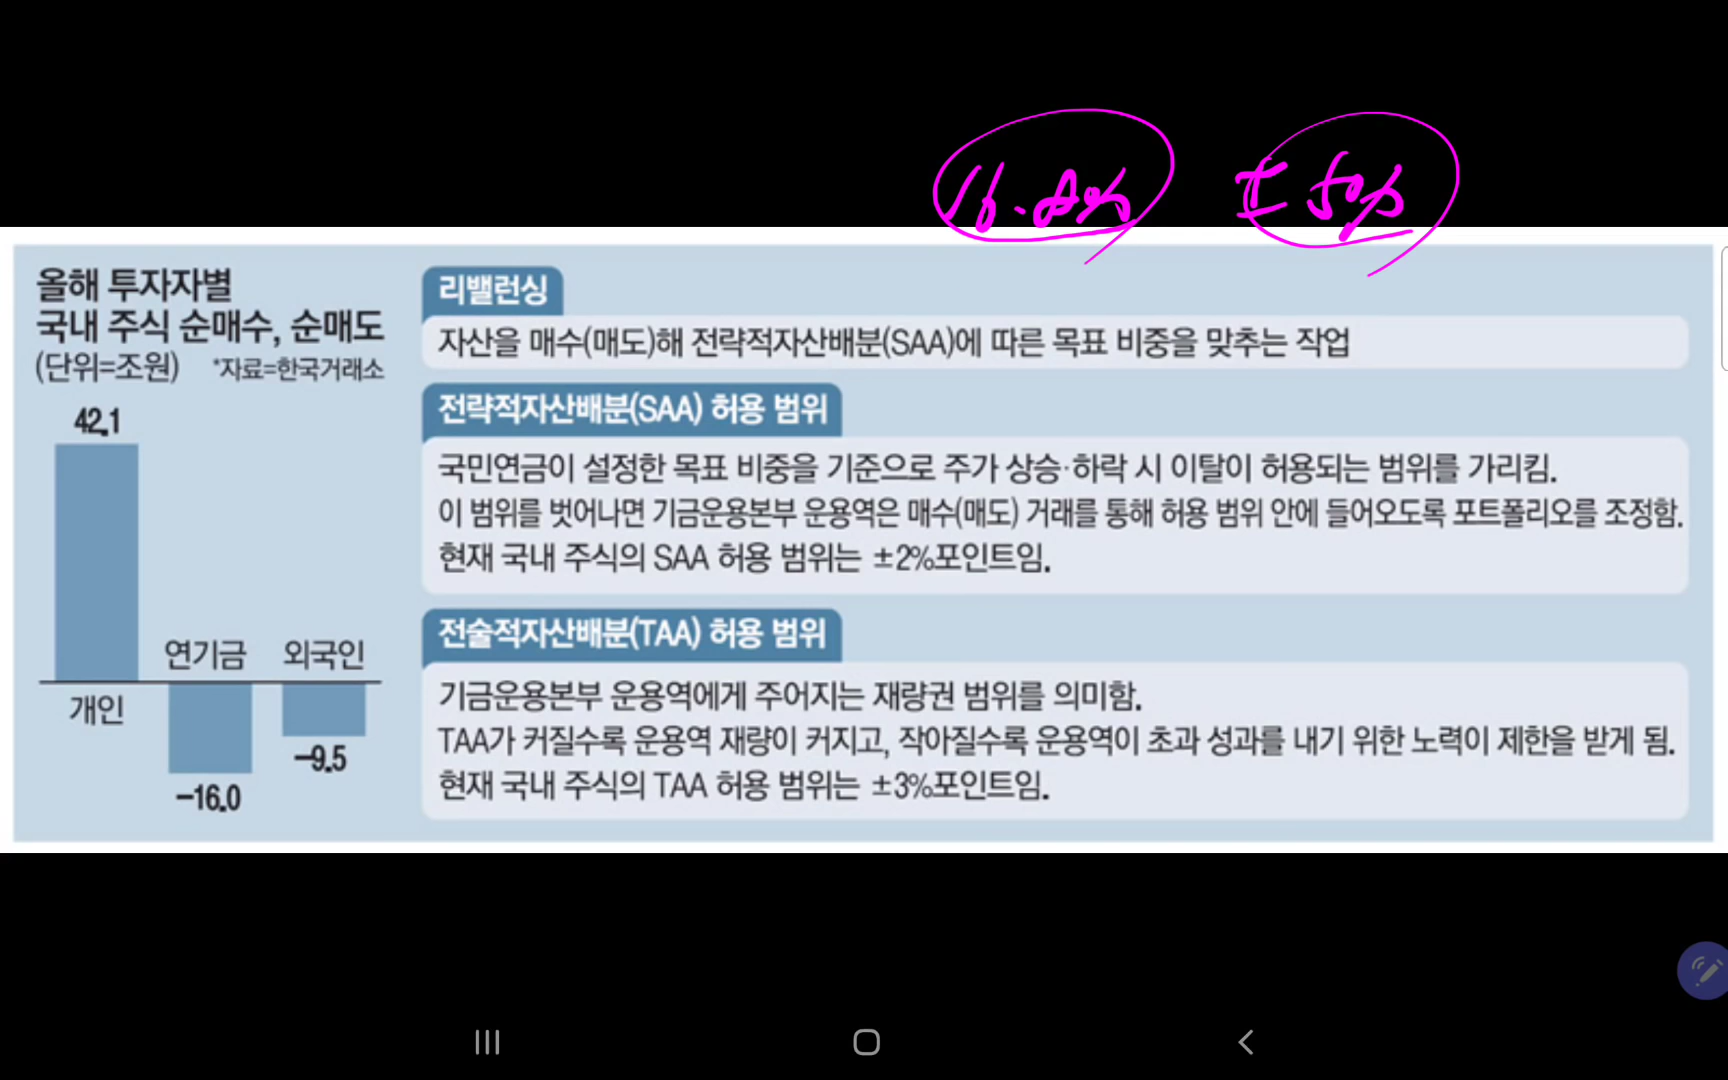 16.8% ± 5%
올해 투자자별
국내 주식 순매수, 순매도
(단위=조원) *자료=한국거래소
42.1
개인
연기금
-16.0
외국인
-9.5
리밸런싱
자산을 매수(매도)해 전략적자산배분(SAA)에 따른 목표 비중을 맞추는 작업
전략적자산배분(SAA) 허용 범위
국민연금이 설정한 목표 비중을 기준으로 주가 상승·하락 시 이탈이 허용되는 범위를 가리킴.
이 범위를 벗어나면 기금운용본부 운용역은 매수(매도) 거래를 통해 허용 범위 안에 들어오도록 포트폴리오를 조정함.
현재 국내 주식의 SAA 허용 범위는 ±2%포인트임.
전술적자산배분(TAA) 허용 범위
기금운용본부 운용역에게 주어지는 재량권 범위를 의미함.
TAA가 커질수록 운용역 재량이 커지고, 작아질수록 운용역이 초과 성과를 내기 위한 노력이 제한을 받게 됨.
현재 국내 주식의 TAA 허용 범위는 ±3%포인트임.